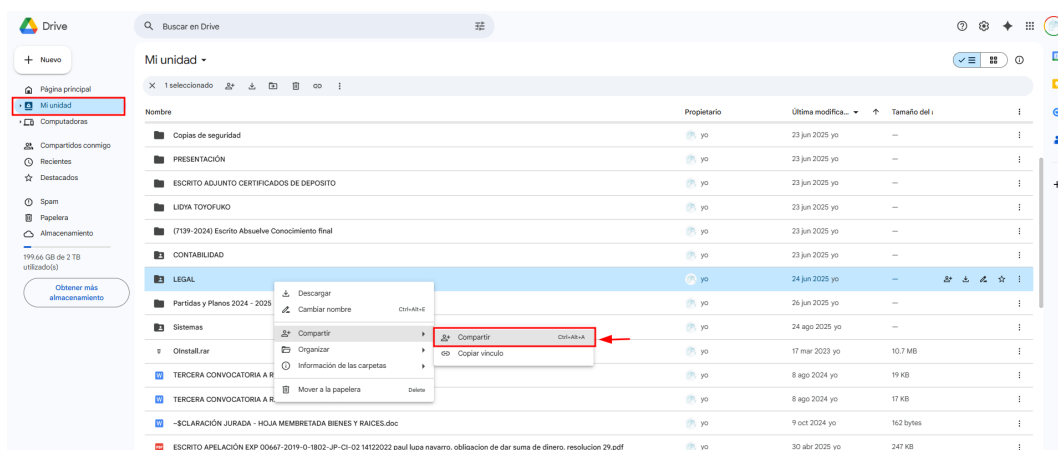 Drive
Buscar en Drive
Nuevo
Mi unidad
1 seleccionado
Página principal
Mi unidad
Computadoras
Compartidos conmigo
Recientes
Destacados
Spam
Papelera
Almacenamiento
199.66 GB de 2 TB
utilizado(s)
Obtener más
almacenamiento
Nombre Propietario Última modifica... Tamaño del
Copias de seguridad yo 23 jun 2025 yo —
PRESENTACIÓN yo 23 jun 2025 yo —
ESCRITO ADJUNTO CERTIFICADOS DE DEPOSITO yo 23 jun 2025 yo —
LIDYA TOYOFUKO yo 23 jun 2025 yo —
(7139-2024) Escrito Absuelve Conocimiento final yo 23 jun 2025 yo —
CONTABILIDAD yo 23 jun 2025 yo —
LEGAL yo 24 jun 2025 yo —
Partidas y Planos 2024 - 2025 yo 26 jun 2025 yo —
Sistemas yo 24 ago 2025 yo —
OInstall.rar yo 17 mar 2023 yo 10.7 MB
TERCERA CONVOCATORIA A R yo 8 ago 2024 yo 19 KB
TERCERA CONVOCATORIA A R yo 8 ago 2024 yo 17 KB
~$CLARACIÓN JURADA - HOJA MEMBRETADA BIENES Y RAICES.doc yo 9 oct 2024 yo 162 bytes
ESCRITO APELACIÓN EXP 00667-2019-0-1802-JP-CI-02 14122022 paul lupa navarro. obligacion de dar suma de dinero. resolucion 29.pdf yo 30 abr 2025 yo 247 KB
Descargar
Cambiar nombre Ctrl+Alt+E
Compartir
Organizar
Información de las carpetas
Mover a la papelera Delete
Compartir Ctrl+Alt+A
Copiar vínculo